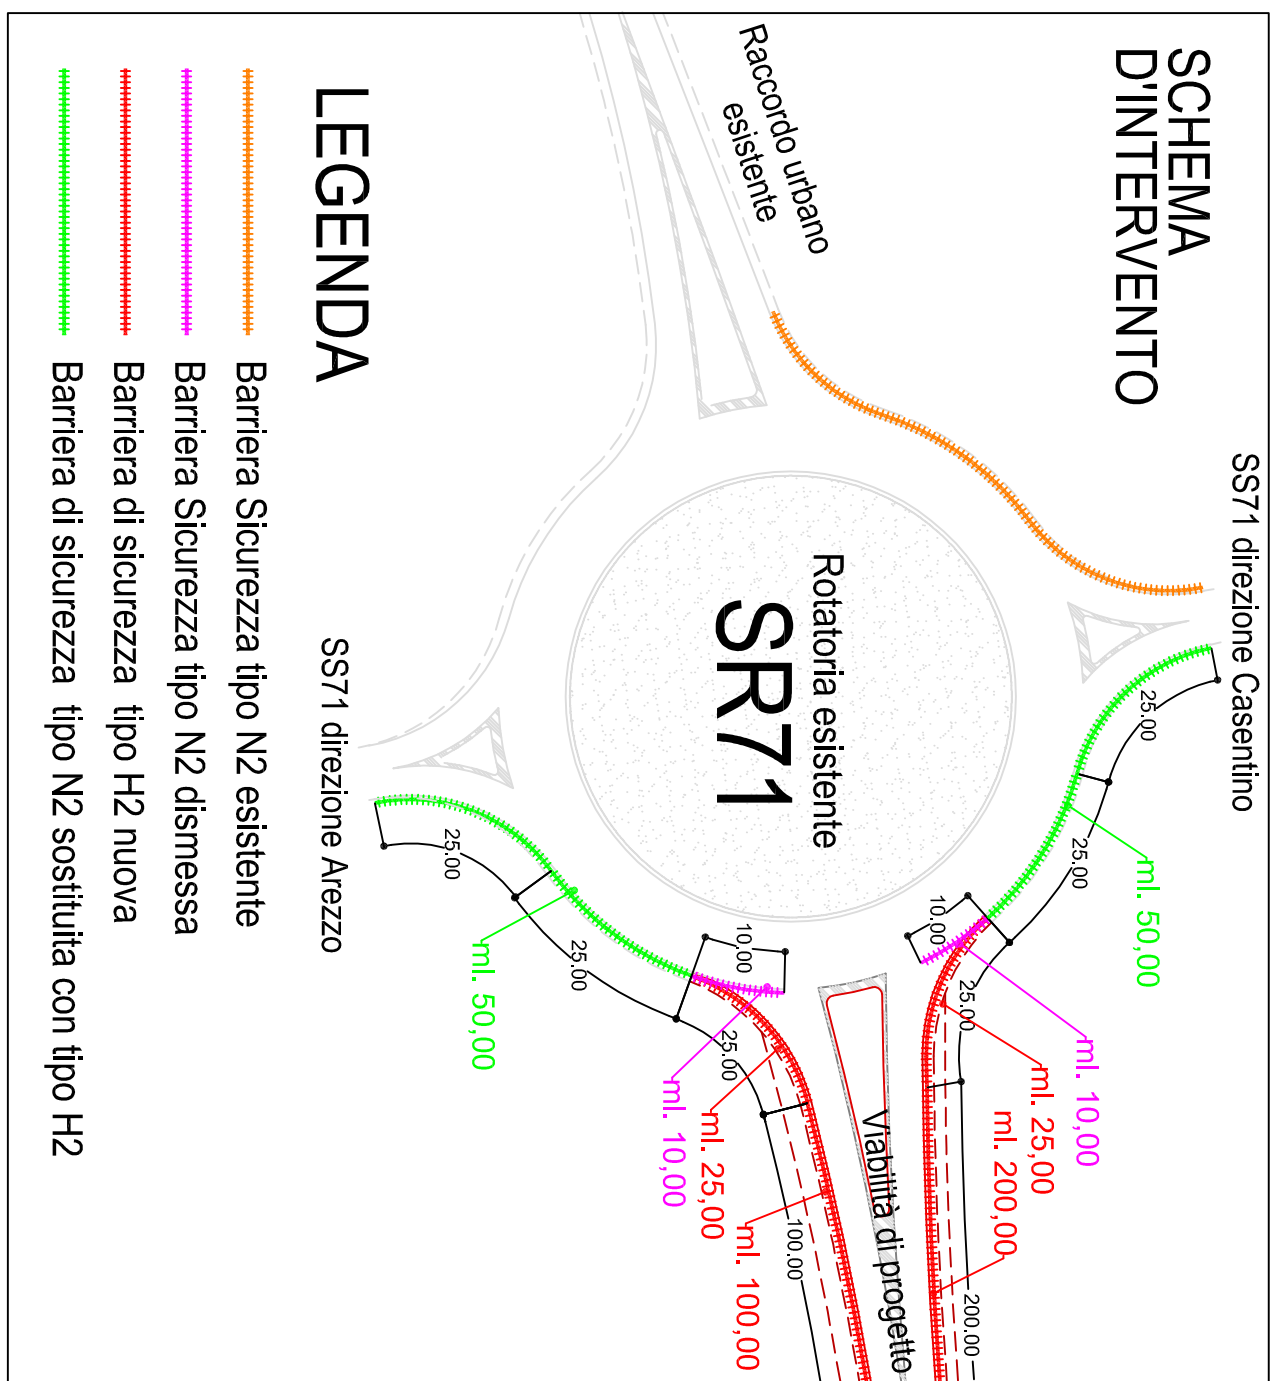 SCHEMA
D'INTERVENTO
SS71 direzione Casentino
Raccordo urbano
esistente
Rotatoria esistente
SR71
25.00
25.00
ml. 50,00
10.00
25.00
ml. 10,00
ml. 25,00
ml. 200,00
200.00
Viabilità di progetto
10.00
25.00
100.00
ml. 100,00
ml. 25,00
ml. 10,00
25.00
25.00
ml. 50,00
SS71 direzione Arezzo
LEGENDA
Barriera Sicurezza tipo N2 esistente
Barriera Sicurezza tipo N2 dismessa
Barriera di sicurezza tipo H2 nuova
Barriera di sicurezza tipo N2 sostituita con tipo H2